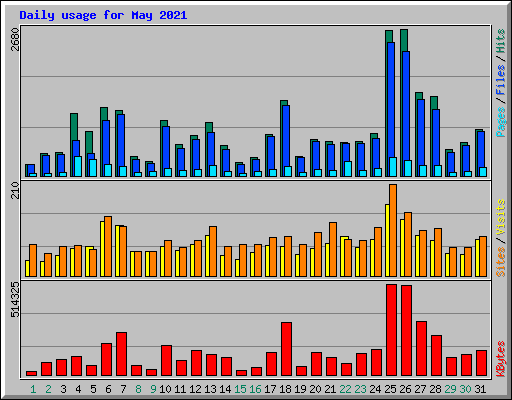 Daily usage for May 2021
2680
Pages / Files / Hits
210
Sites / Visits
514325
KBytes
1 2 3 4 5 6 7 8 9 10 11 12 13 14 15 16 17 18 19 20 21 22 23 24 25 26 27 28 29 30 31